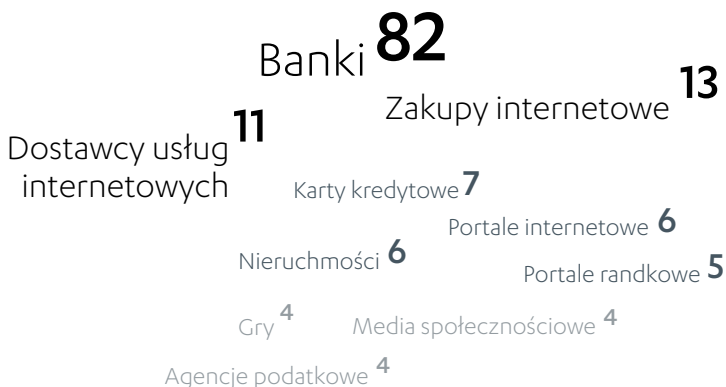 Banki 82
Zakupy internetowe 13
Dostawcy usług 11
internetowych
Karty kredytowe 7
Portale internetowe 6
Nieruchmości 6
Portale randkowe 5
Gry 4
Media społecznościowe 4
Agencje podatkowe 4